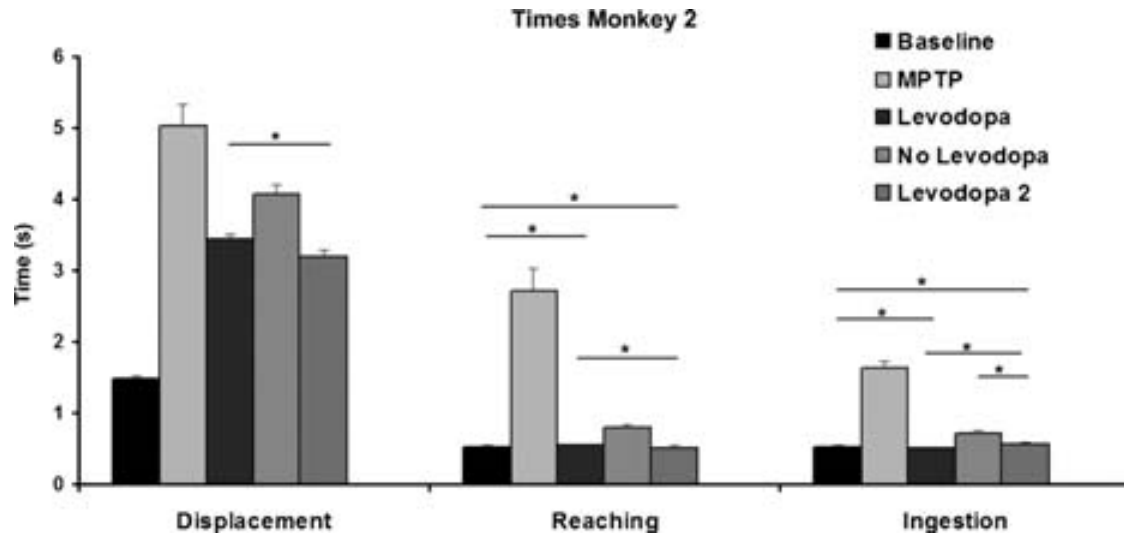 Times Monkey 2
Baseline
MPTP
Levodopa
No Levodopa
Levodopa 2
Time (s)
6
5
4
3
2
1
0
*
*
*
*
*
*
*
*
Displacement Reaching Ingestion